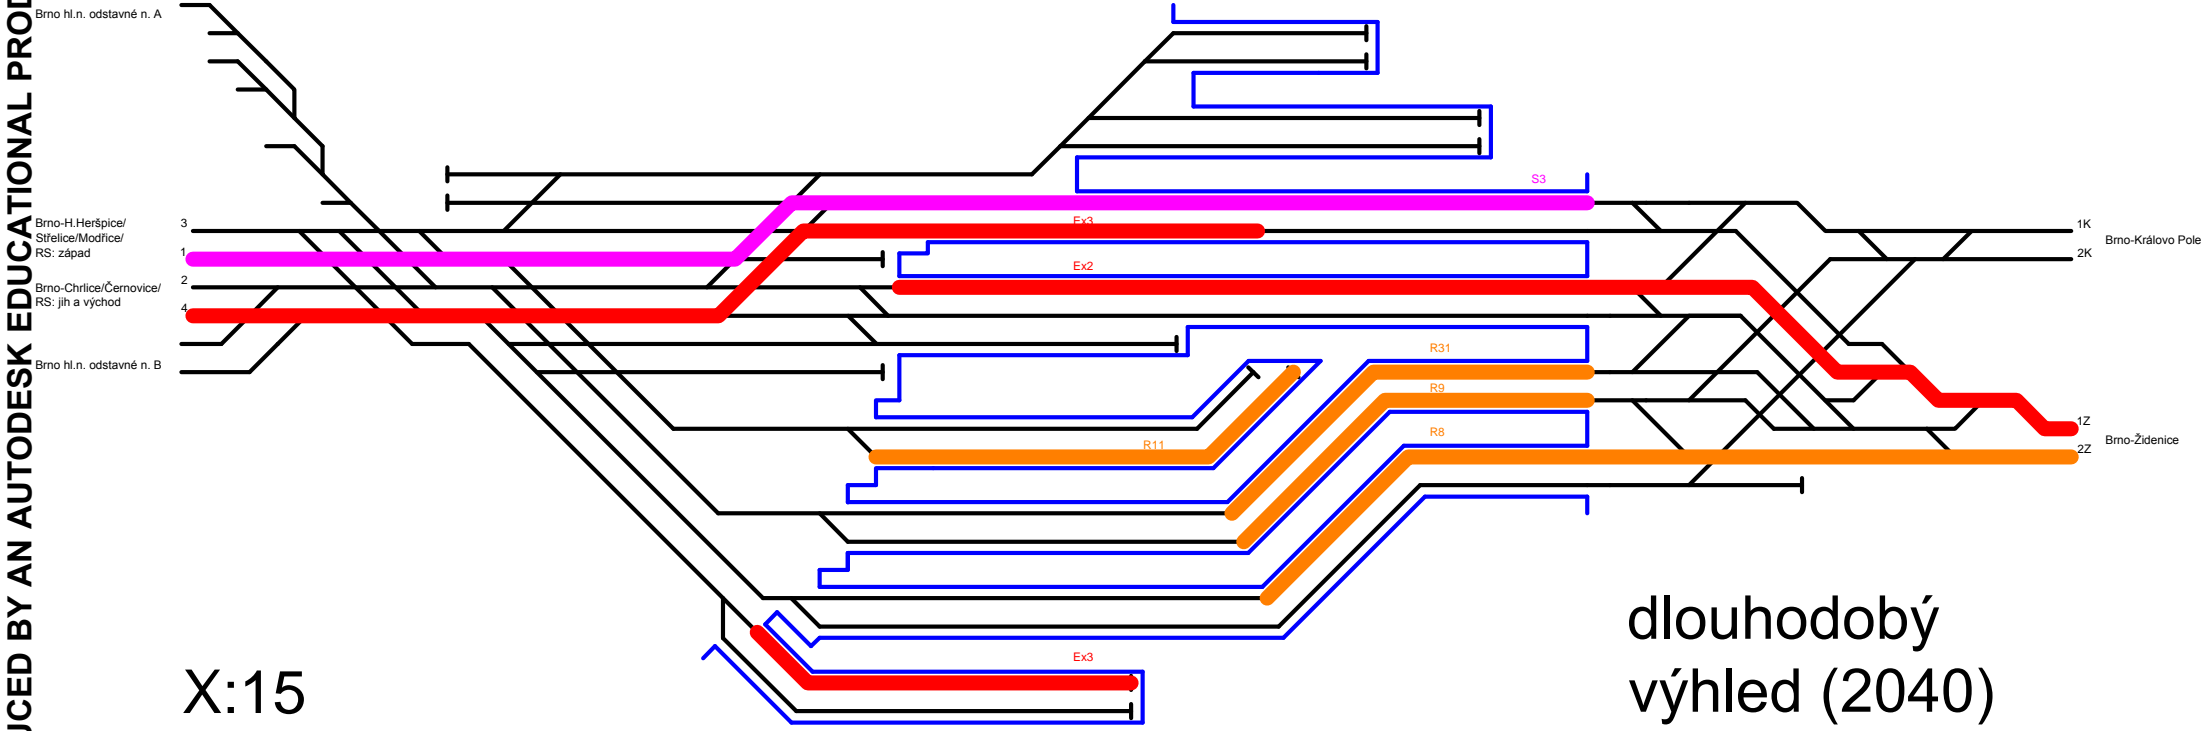 UCED BY AN AUTODESK EDUCATIONAL PROD
Brno hl.n. odstavné n. A
Brno-H.Heršpice/
Střelice/Modřice/
RS: západ
3
1
Brno-Chrlice/Černovice/
RS: jih a východ
2
4
Brno hl.n. odstavné n. B
S3
Ex3
Ex2
R31
R9
R11
R8
Ex3
1K
2K
Brno-Královo Pole
1Z
2Z
Brno-Židenice
X:15
dlouhodobý
výhled (2040)